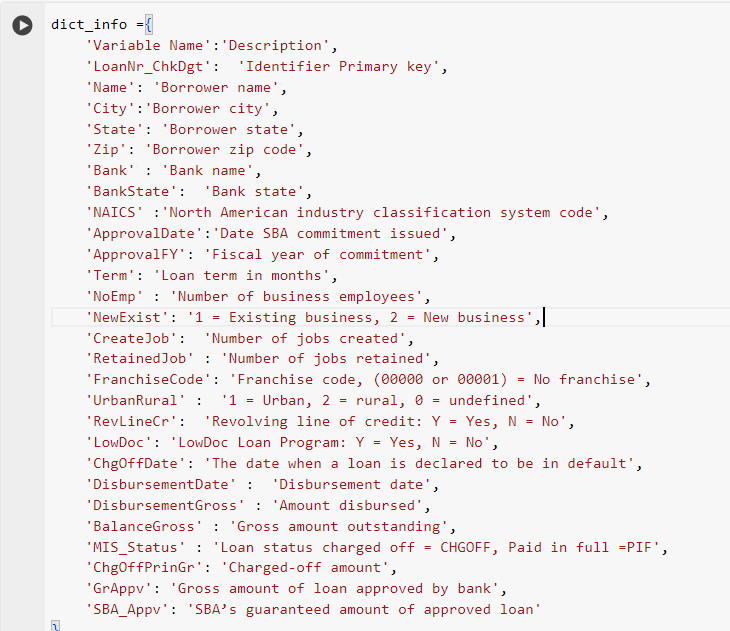 dict_info ={
'Variable Name':'Description',
'LoanNr_ChkDgt':  'Identifier Primary key',
'Name': 'Borrower name',
'City':'Borrower city',
'State': 'Borrower state',
'Zip': 'Borrower zip code',
'Bank' : 'Bank name',
'BankState':  'Bank state',
'NAICS' :'North American industry classification system code',
'ApprovalDate':'Date SBA commitment issued',
'ApprovalFY': 'Fiscal year of commitment',
'Term': 'Loan term in months',
'NoEmp' : 'Number of business employees',
'NewExist': '1 = Existing business, 2 = New business',
'CreateJob':  'Number of jobs created',
'RetainedJob' : 'Number of jobs retained',
'FranchiseCode': 'Franchise code, (00000 or 00001) = No franchise',
'UrbanRural' :  '1 = Urban, 2 = rural, 0 = undefined',
'RevLineCr':  'Revolving line of credit: Y = Yes, N = No',
'LowDoc': 'LowDoc Loan Program: Y = Yes, N = No',
'ChgOffDate': 'The date when a loan is declared to be in default',
'DisbursementDate' :  'Disbursement date',
'DisbursementGross' : 'Amount disbursed',
'BalanceGross' : 'Gross amount outstanding',
'MIS_Status' : 'Loan status charged off = CHGOFF, Paid in full =PIF',
'ChgOffPrinGr': 'Charged-off amount',
'GrAppv': 'Gross amount of loan approved by bank',
'SBA_Appv': 'SBA’s guaranteed amount of approved loan'
}